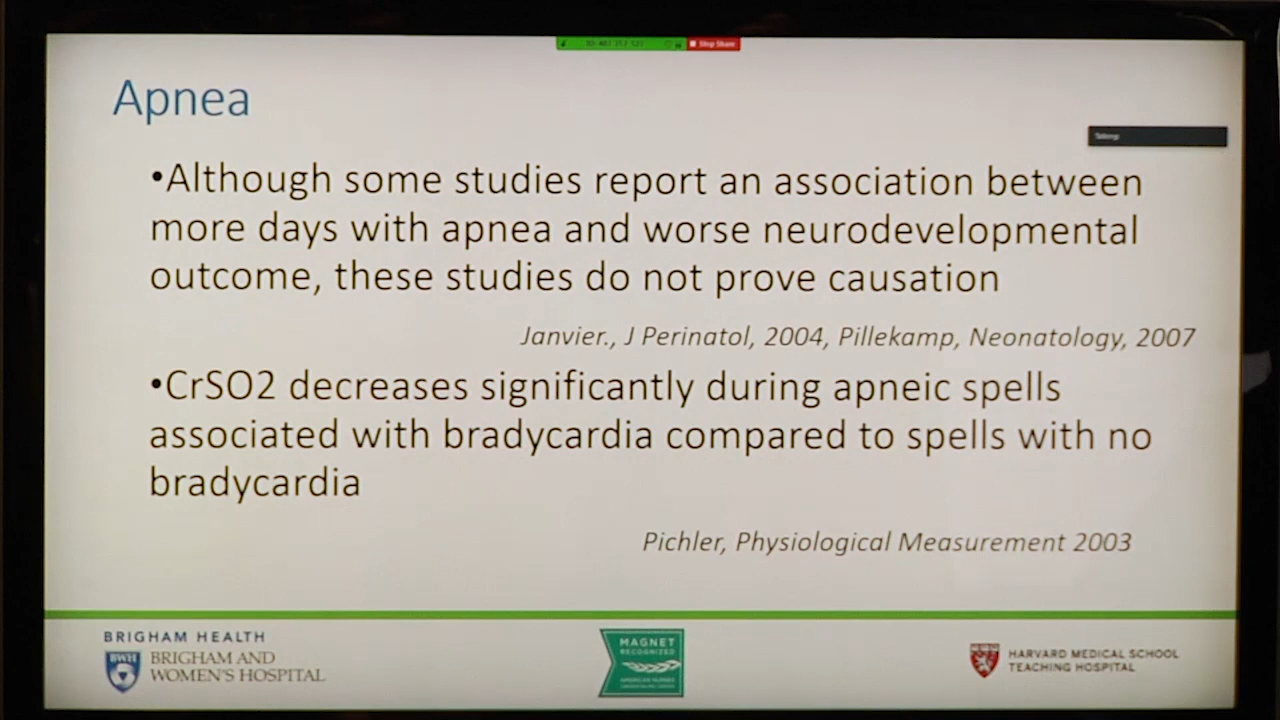 Stop Share
Apnea
•Although some studies report an association between
more days with apnea and worse neurodevelopmental
outcome, these studies do not prove causation
Janvier., J Perinatol, 2004, Pillekamp, Neonatology, 2007
•CrSO2 decreases significantly during apneic spells
associated with bradycardia compared to spells with no
bradycardia
Pichler, Physiological Measurement 2003
BRIGHAM HEALTH
BWH
BRIGHAM AND
WOMEN'S HOSPITAL
MAGNET
RECOGNIZED
AMERICAN NURSES
HARVARD MEDICAL SCHOOL
TEACHING HOSPITAL